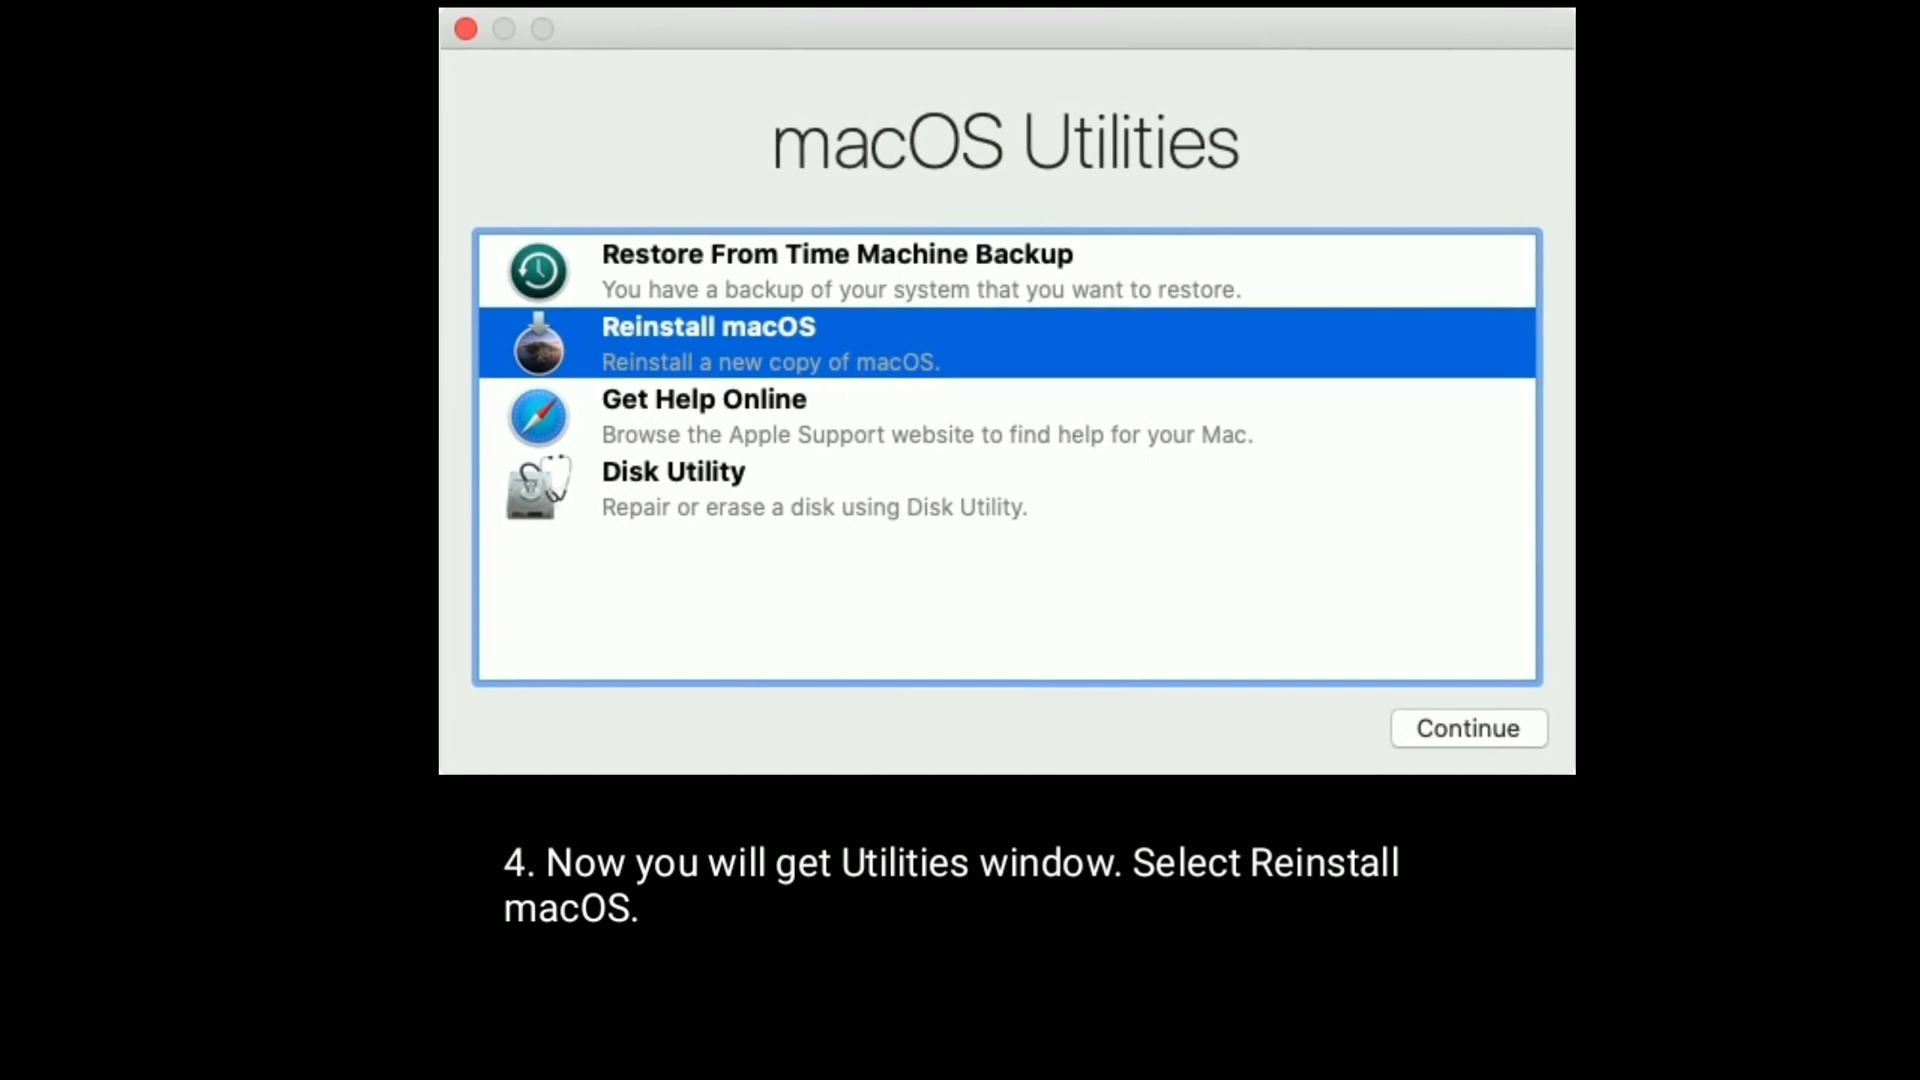 macOS Utilities
Restore From Time Machine Backup
You have a backup of your system that you want to restore.
Reinstall macOS
Reinstall a new copy of macOS.
Get Help Online
Browse the Apple Support website to find help for your Mac.
Disk Utility
Repair or erase a disk using Disk Utility.
Continue
4. Now you will get Utilities window. Select Reinstall
macOS.